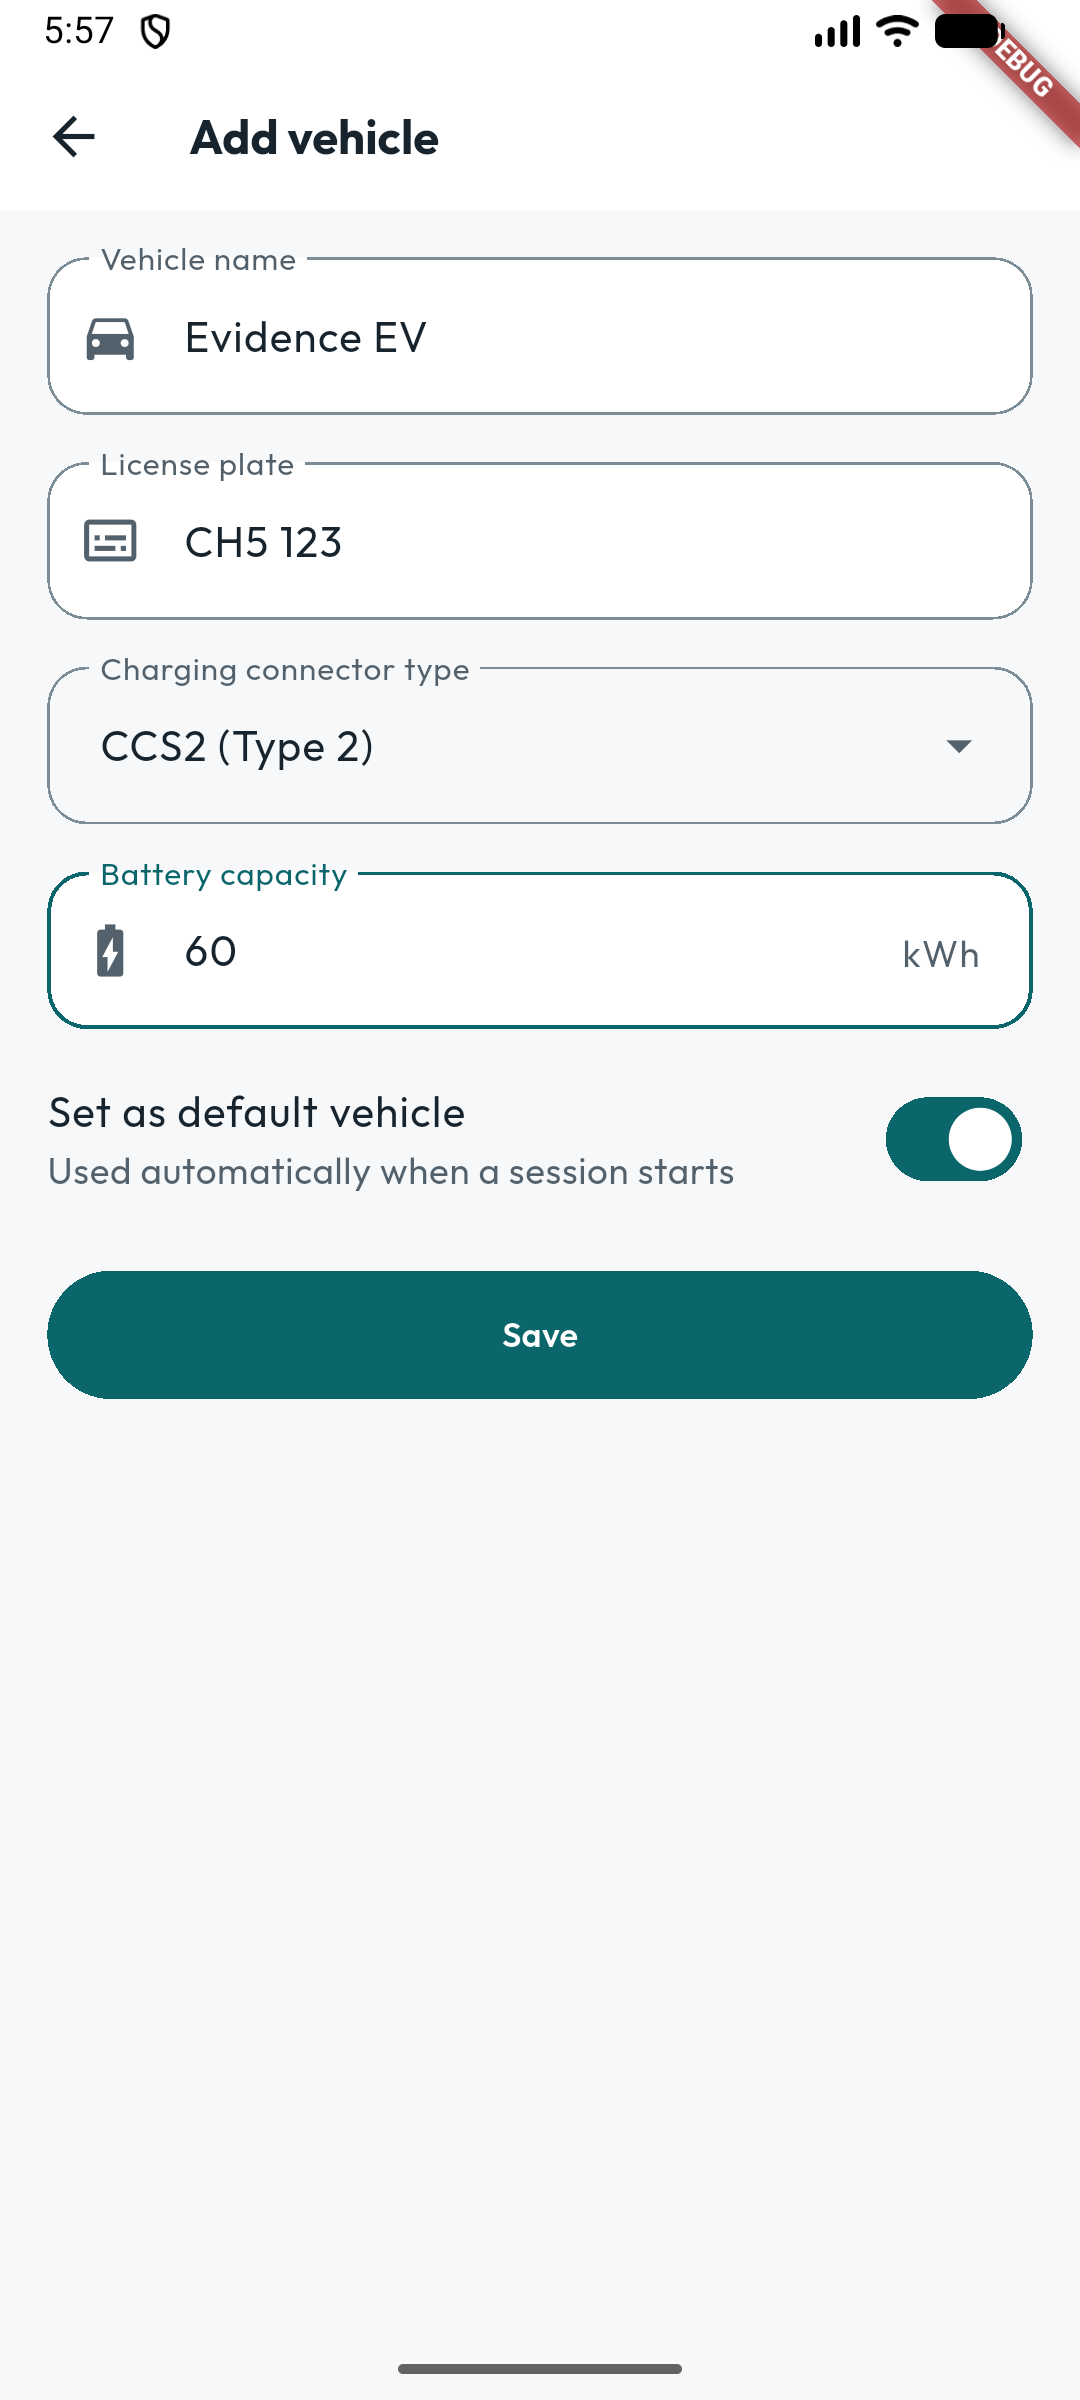 5:57
EBUG
Add vehicle
Vehicle name
Evidence EV
License plate
CH5 123
Charging connector type
CCS2 (Type 2)
Battery capacity
60 kWh
Set as default vehicle
Used automatically when a session starts
Save